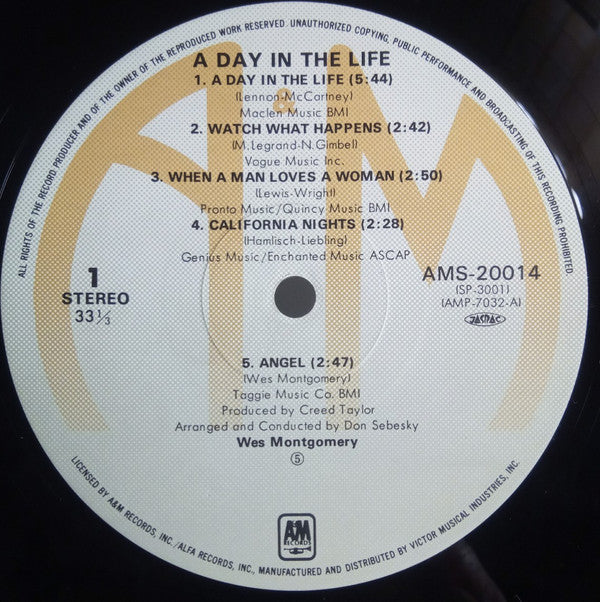 ALL RIGHTS OF THE RECORD PRODUCER AND OF THE OWNER OF THE REPRODUCED WORK RESERVED. UNAUTHORIZED COPYING, PUBLIC PERFORMANCE AND BROADCASTING OF THIS RECORDING PROHIBITED
A DAY IN THE LIFE
1. A DAY IN THE LIFE (5:44)
(Lennon-McCartney)
Maclen Music BMI
2. WATCH WHAT HAPPENS (2:42)
(M.Legrand-N.Gimbel)
Vogue Music Inc.
3. WHEN A MAN LOVES A WOMAN (2:50)
(Lewis-Wright)
Pronto Music/Quincy Music BMI
4. CALIFORNIA NIGHTS (2:28)
(Hamlisch-Liebling)
Genius Music/Enchanted Music ASCAP
1
STEREO
33⅓
AMS-20014
(SP-3001)
(AMP-7032-A)
JASRAC
5. ANGEL (2:47)
(Wes Montgomery)
Taggie Music Co. BMI
Produced by Creed Taylor
Arranged and Conducted by Don Sebesky
Wes Montgomery
⑤
A&M
RECORDS
LICENSED BY A&M RECORDS, INC./ALFA RECORDS, INC., MANUFACTURED AND DISTRIBUTED BY VICTOR MUSICAL INDUSTRIES, INC.